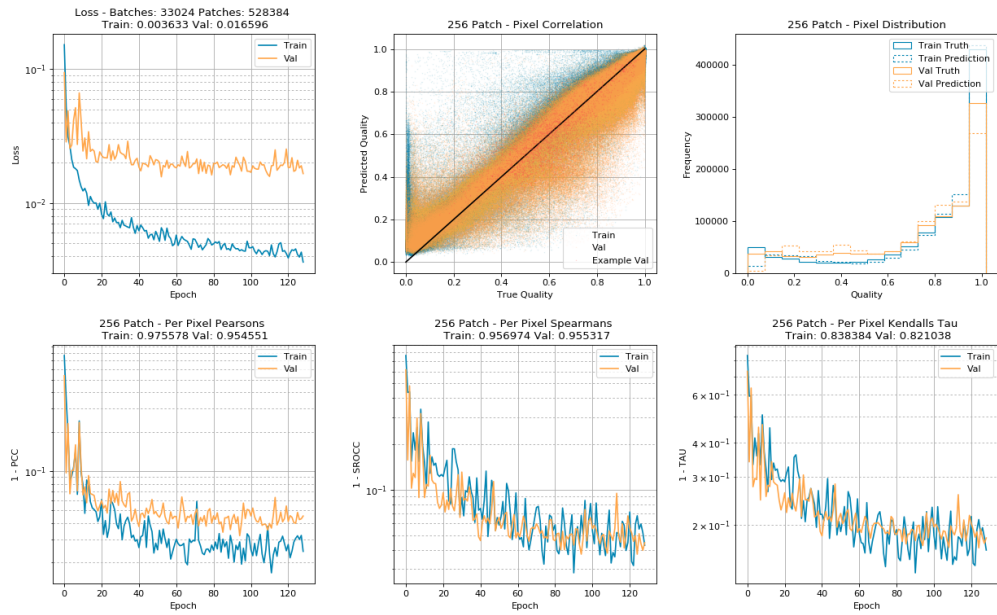 Loss - Batches: 33024 Patches: 528384
Train: 0.003633 Val: 0.016596
Train
Val
10⁻¹
10⁻²
Loss
0 20 40 60 80 100 120
Epoch
256 Patch - Pixel Correlation
1.0
0.8
0.6
0.4
0.2
0.0
Predicted Quality
Train
Val
Example Val
0.0 0.2 0.4 0.6 0.8 1.0
True Quality
256 Patch - Pixel Distribution
Train Truth
Train Prediction
Val Truth
Val Prediction
400000
300000
200000
100000
0
Frequency
0.0 0.2 0.4 0.6 0.8 1.0
Quality
256 Patch - Per Pixel Pearsons
Train: 0.975578 Val: 0.954551
Train
Val
10⁻¹
1 - PCC
0 20 40 60 80 100 120
Epoch
256 Patch - Per Pixel Spearmans
Train: 0.956974 Val: 0.955317
Train
Val
10⁻¹
1 - SROCC
0 20 40 60 80 100 120
Epoch
256 Patch - Per Pixel Kendalls Tau
Train: 0.838384 Val: 0.821038
Train
Val
6 × 10⁻¹
4 × 10⁻¹
3 × 10⁻¹
2 × 10⁻¹
1 - TAU
0 20 40 60 80 100 120
Epoch